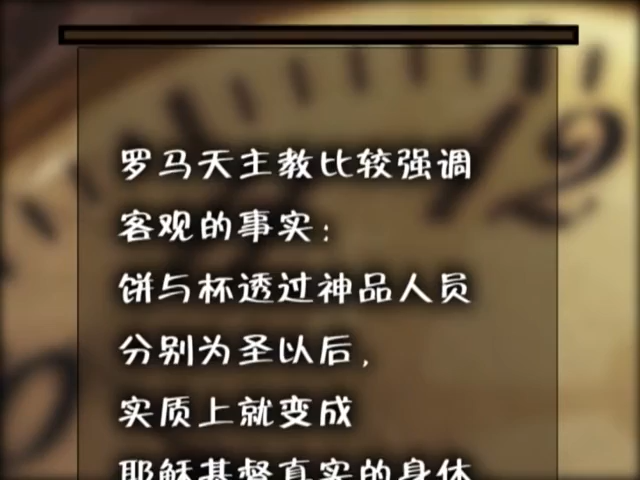 罗马天主教比较强调
客观的事实：
饼与杯透过神品人员
分别为圣以后，
实质上就变成
耶稣基督真实的身体
12